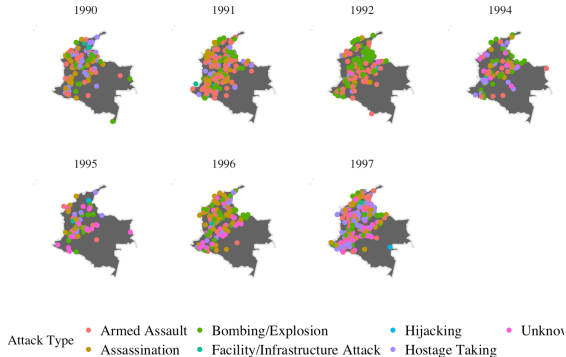 1990 1991 1992 1994
1995 1996 1997
Attack Type Armed Assault Bombing/Explosion Hijacking Unknow
Assassination Facility/Infrastructure Attack Hostage Taking